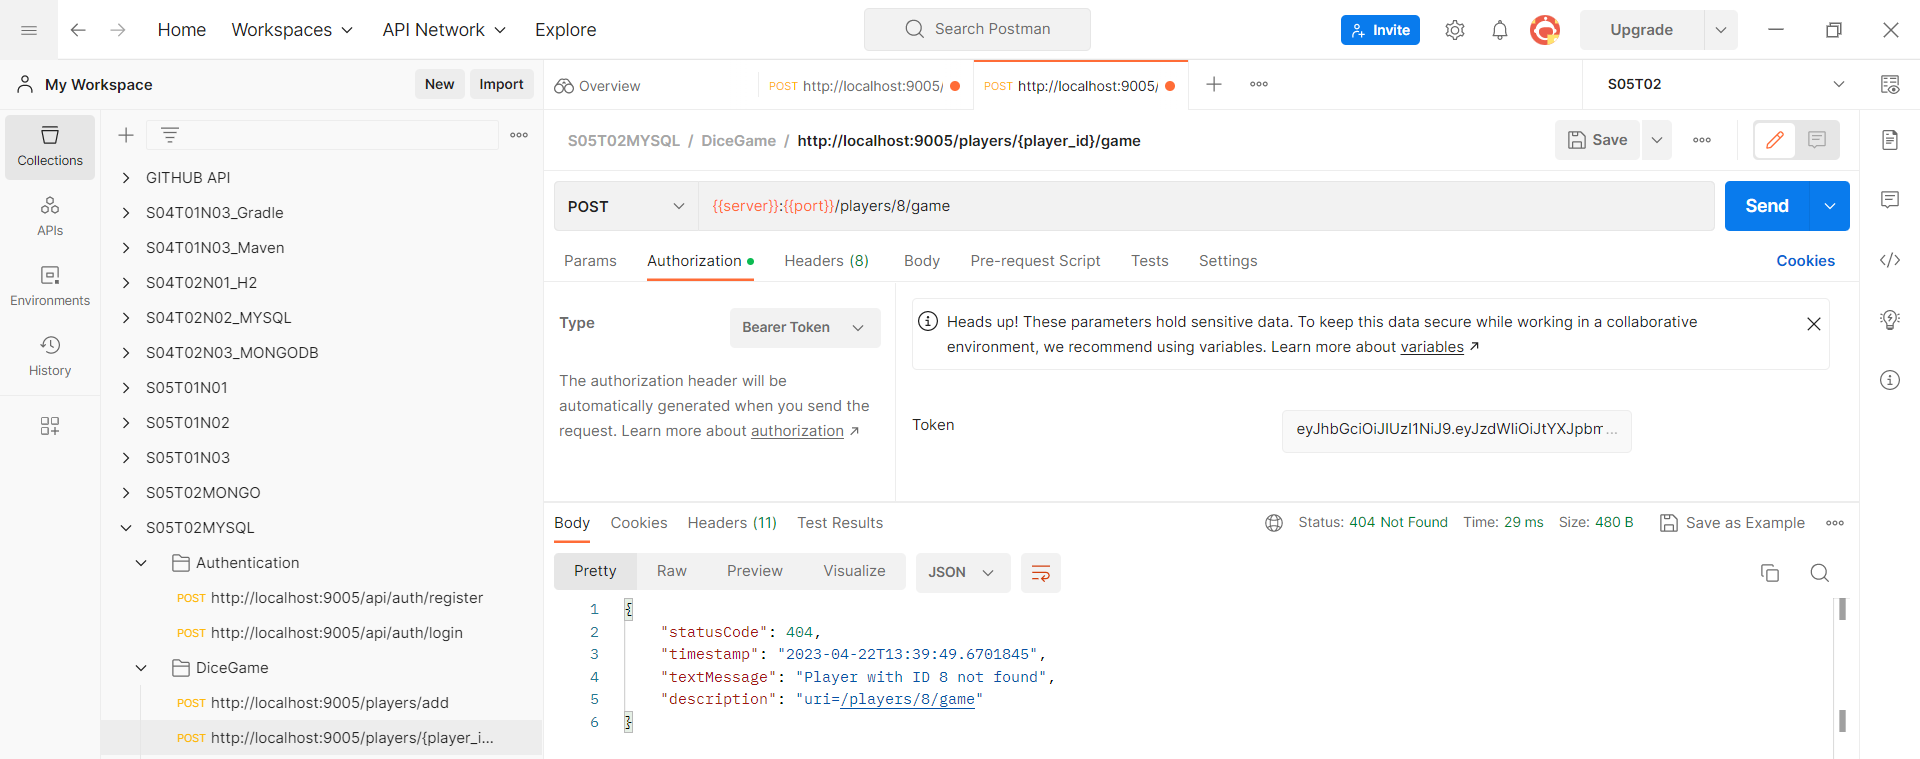 Home
Workspaces
API Network
Explore
Search Postman
Invite
Upgrade
My Workspace
New
Import
Overview
POST http://localhost:9005/
POST http://localhost:9005/
S05T02
Collections
APIs
Environments
History
GITHUB API
S04T01N03_Gradle
S04T01N03_Maven
S04T02N01_H2
S04T02N02_MYSQL
S04T02N03_MONGODB
S05T01N01
S05T01N02
S05T01N03
S05T02MONGO
S05T02MYSQL
Authentication
POST http://localhost:9005/api/auth/register
POST http://localhost:9005/api/auth/login
DiceGame
POST http://localhost:9005/players/add
POST http://localhost:9005/players/{player_i...
S05T02MYSQL / DiceGame / http://localhost:9005/players/{player_id}/game
Save
POST
{{server}}:{{port}}/players/8/game
Send
Params
Authorization
Headers (8)
Body
Pre-request Script
Tests
Settings
Cookies
Type
Bearer Token
The authorization header will be
automatically generated when you send the
request. Learn more about authorization ↗
Heads up! These parameters hold sensitive data. To keep this data secure while working in a collaborative
environment, we recommend using variables. Learn more about variables ↗
Token
eyJhbGciOiJIUzI1NiJ9.eyJzdWIiOiJtYXJpbm...
Body
Cookies
Headers (11)
Test Results
Status: 404 Not Found
Time: 29 ms
Size: 480 B
Save as Example
Pretty
Raw
Preview
Visualize
JSON
1 {
2 "statusCode": 404,
3 "timestamp": "2023-04-22T13:39:49.6701845",
4 "textMessage": "Player with ID 8 not found",
5 "description": "uri=/players/8/game"
6 }